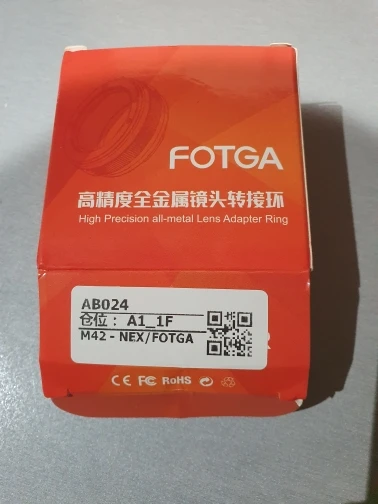 FOTGA
高精度全金属镜头转接环
High Precision all-metal Lens Adapter Ring
AB024
仓位： A1_1F
M42 - NEX/FOTGA
CE FC RoHS